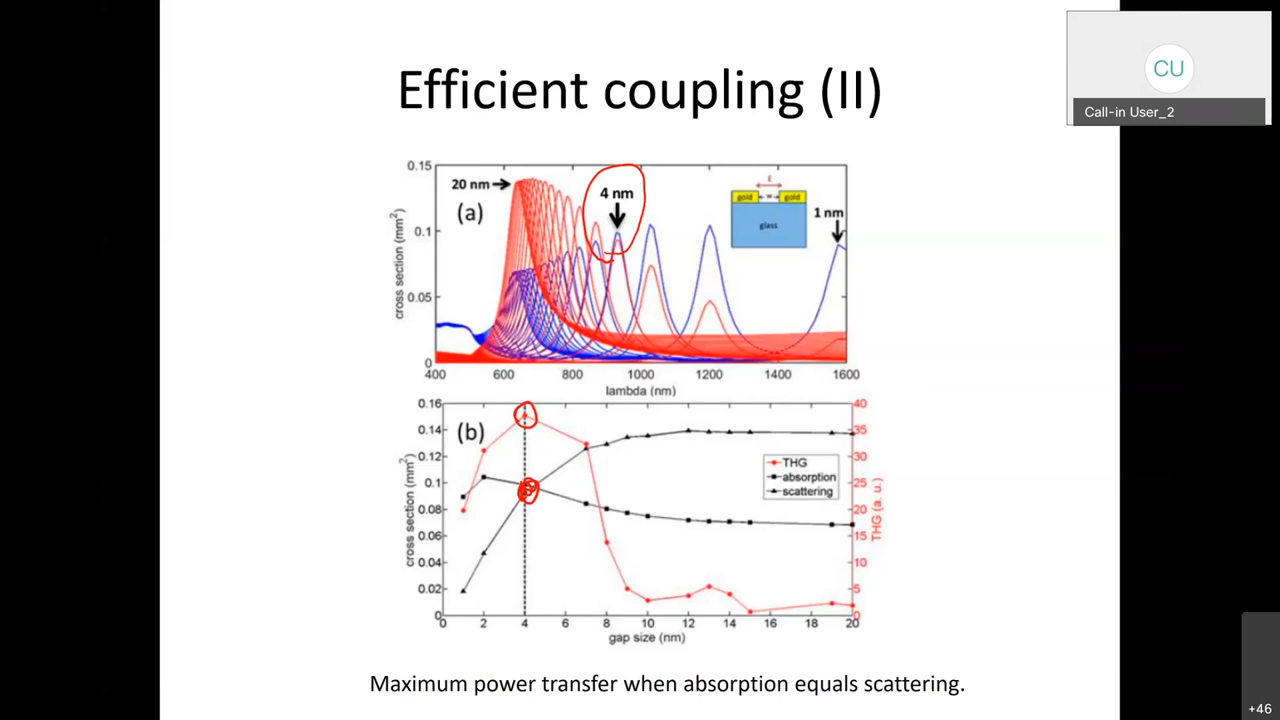 Efficient coupling (II)
CU
Call-in User_2
0.15
0.1
0.05
0
cross section (mm²)
20 nm
(a)
4 nm
E
gold
w
gold
glass
1 nm
400
600
800
1000
1200
1400
1600
lambda (nm)
0.16
0.14
0.12
0.1
0.08
0.06
0.04
0.02
0
cross section (mm²)
(b)
THG
absorption
scattering
40
35
30
25
20
15
10
5
0
THG (a. u.)
0
2
4
6
8
10
12
14
16
18
20
gap size (nm)
Maximum power transfer when absorption equals scattering.
+46